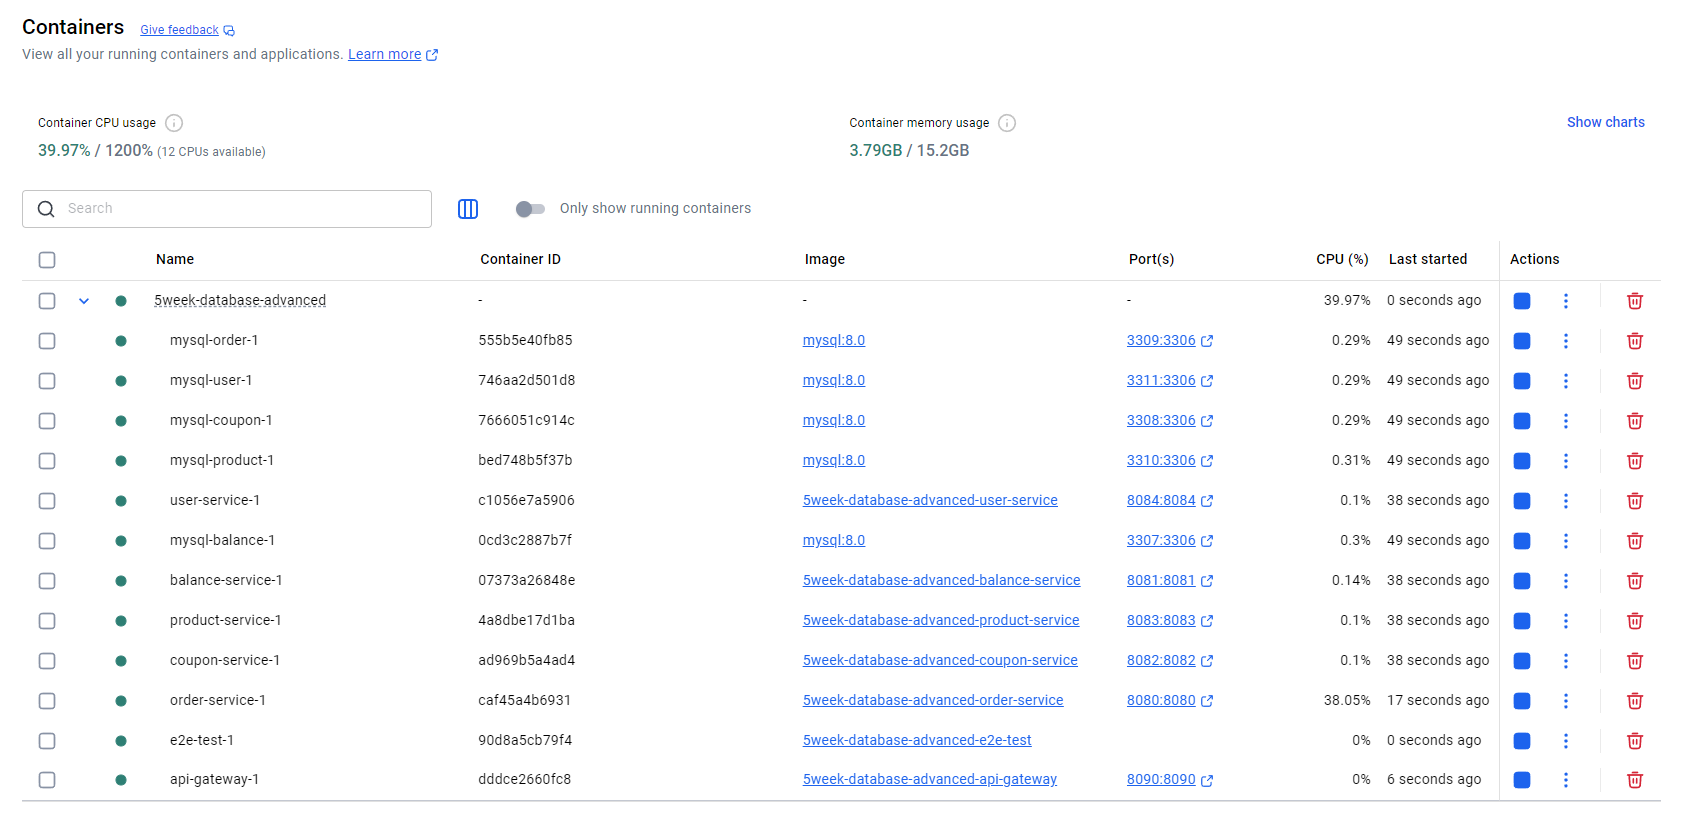 Containers Give feedback
View all your running containers and applications. Learn more
Container CPU usage
39.97% / 1200% (12 CPUs available)
Container memory usage
3.79GB / 15.2GB
Show charts
Search
Only show running containers
Name Container ID Image Port(s) CPU (%) Last started Actions
5week-database-advanced - - - 39.97% 0 seconds ago
mysql-order-1 555b5e40fb85 mysql:8.0 3309:3306 0.29% 49 seconds ago
mysql-user-1 746aa2d501d8 mysql:8.0 3311:3306 0.29% 49 seconds ago
mysql-coupon-1 7666051c914c mysql:8.0 3308:3306 0.29% 49 seconds ago
mysql-product-1 bed748b5f37b mysql:8.0 3310:3306 0.31% 49 seconds ago
user-service-1 c1056e7a5906 5week-database-advanced-user-service 8084:8084 0.1% 38 seconds ago
mysql-balance-1 0cd3c2887b7f mysql:8.0 3307:3306 0.3% 49 seconds ago
balance-service-1 07373a26848e 5week-database-advanced-balance-service 8081:8081 0.14% 38 seconds ago
product-service-1 4a8dbe17d1ba 5week-database-advanced-product-service 8083:8083 0.1% 38 seconds ago
coupon-service-1 ad969b5a4ad4 5week-database-advanced-coupon-service 8082:8082 0.1% 38 seconds ago
order-service-1 caf45a4b6931 5week-database-advanced-order-service 8080:8080 38.05% 17 seconds ago
e2e-test-1 90d8a5cb79f4 5week-database-advanced-e2e-test 0% 0 seconds ago
api-gateway-1 dddce2660fc8 5week-database-advanced-api-gateway 8090:8090 0% 6 seconds ago